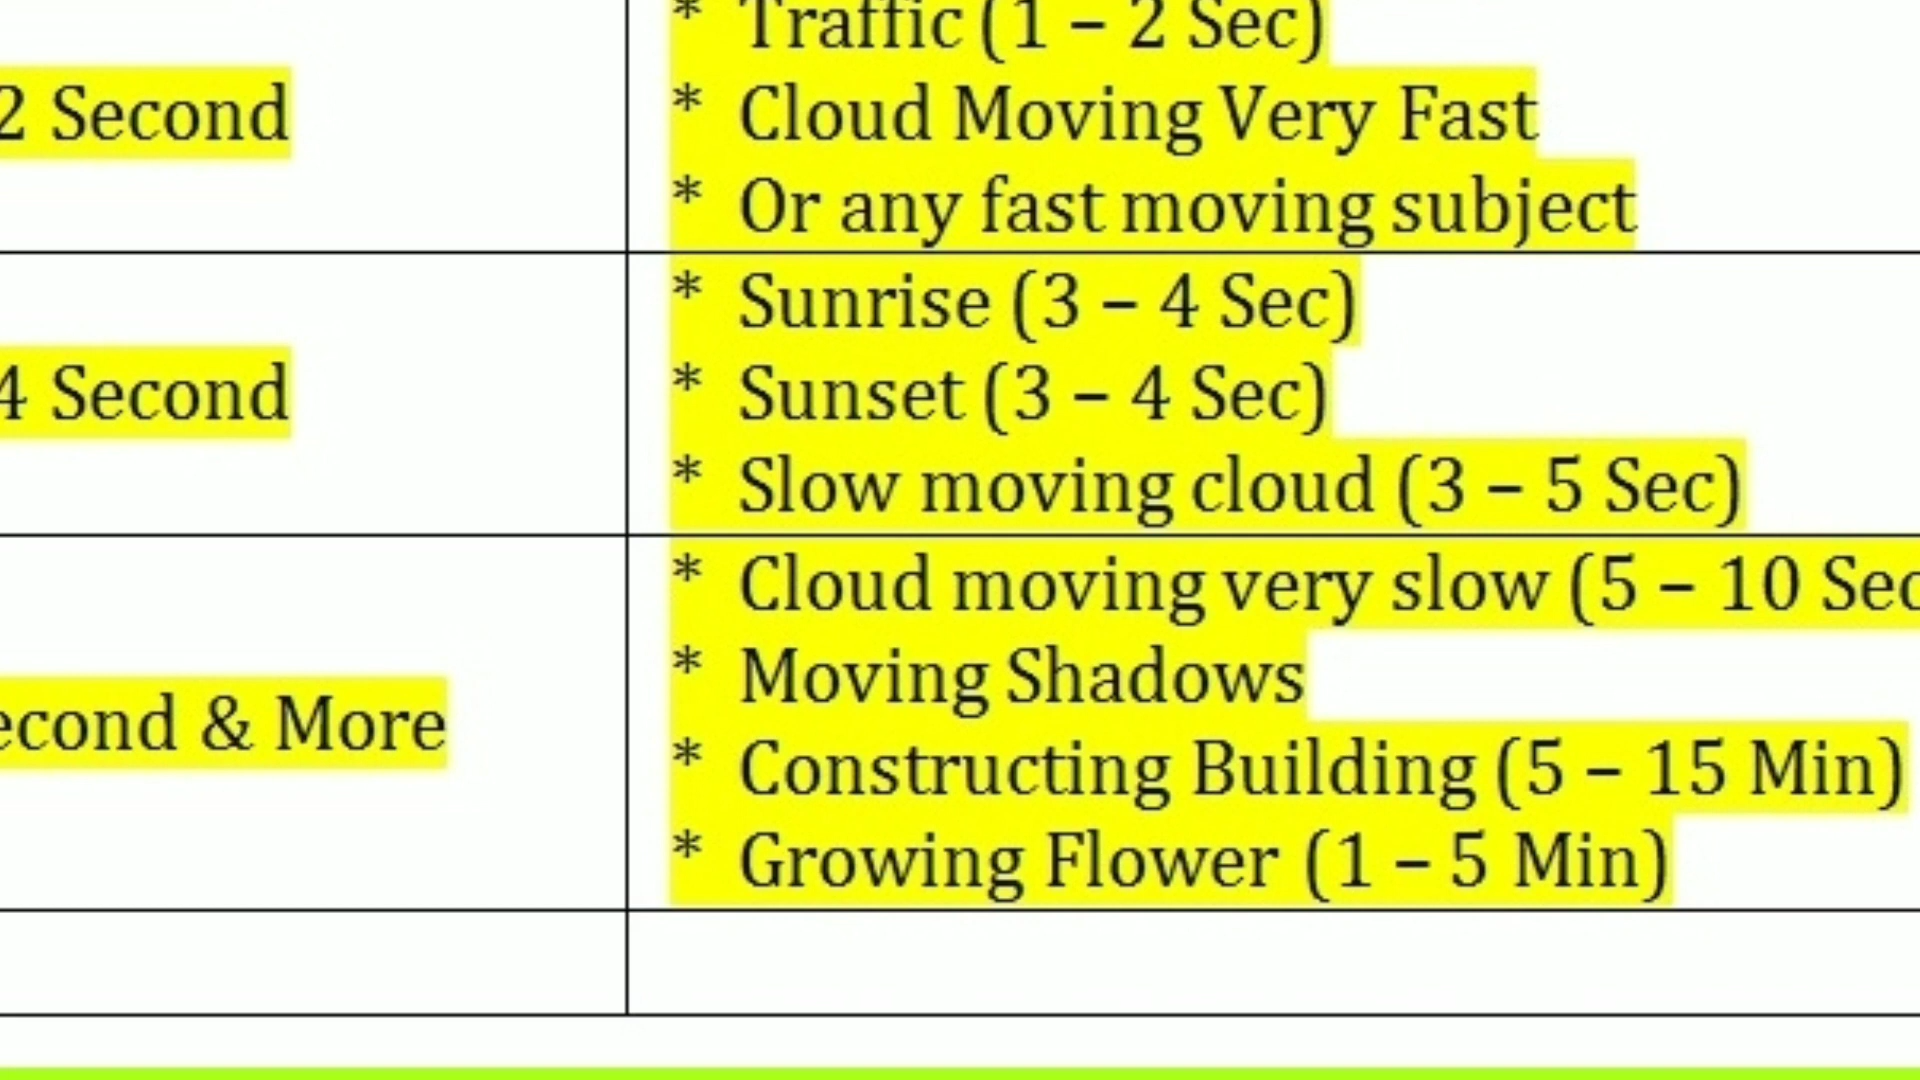 * Traffic (1 – 2 Sec)
2 Second
* Cloud Moving Very Fast
* Or any fast moving subject
* Sunrise (3 – 4 Sec)
4 Second
* Sunset (3 – 4 Sec)
* Slow moving cloud (3 – 5 Sec)
econd & More
* Cloud moving very slow (5 – 10 Sec
* Moving Shadows
* Constructing Building (5 – 15 Min)
* Growing Flower (1 – 5 Min)